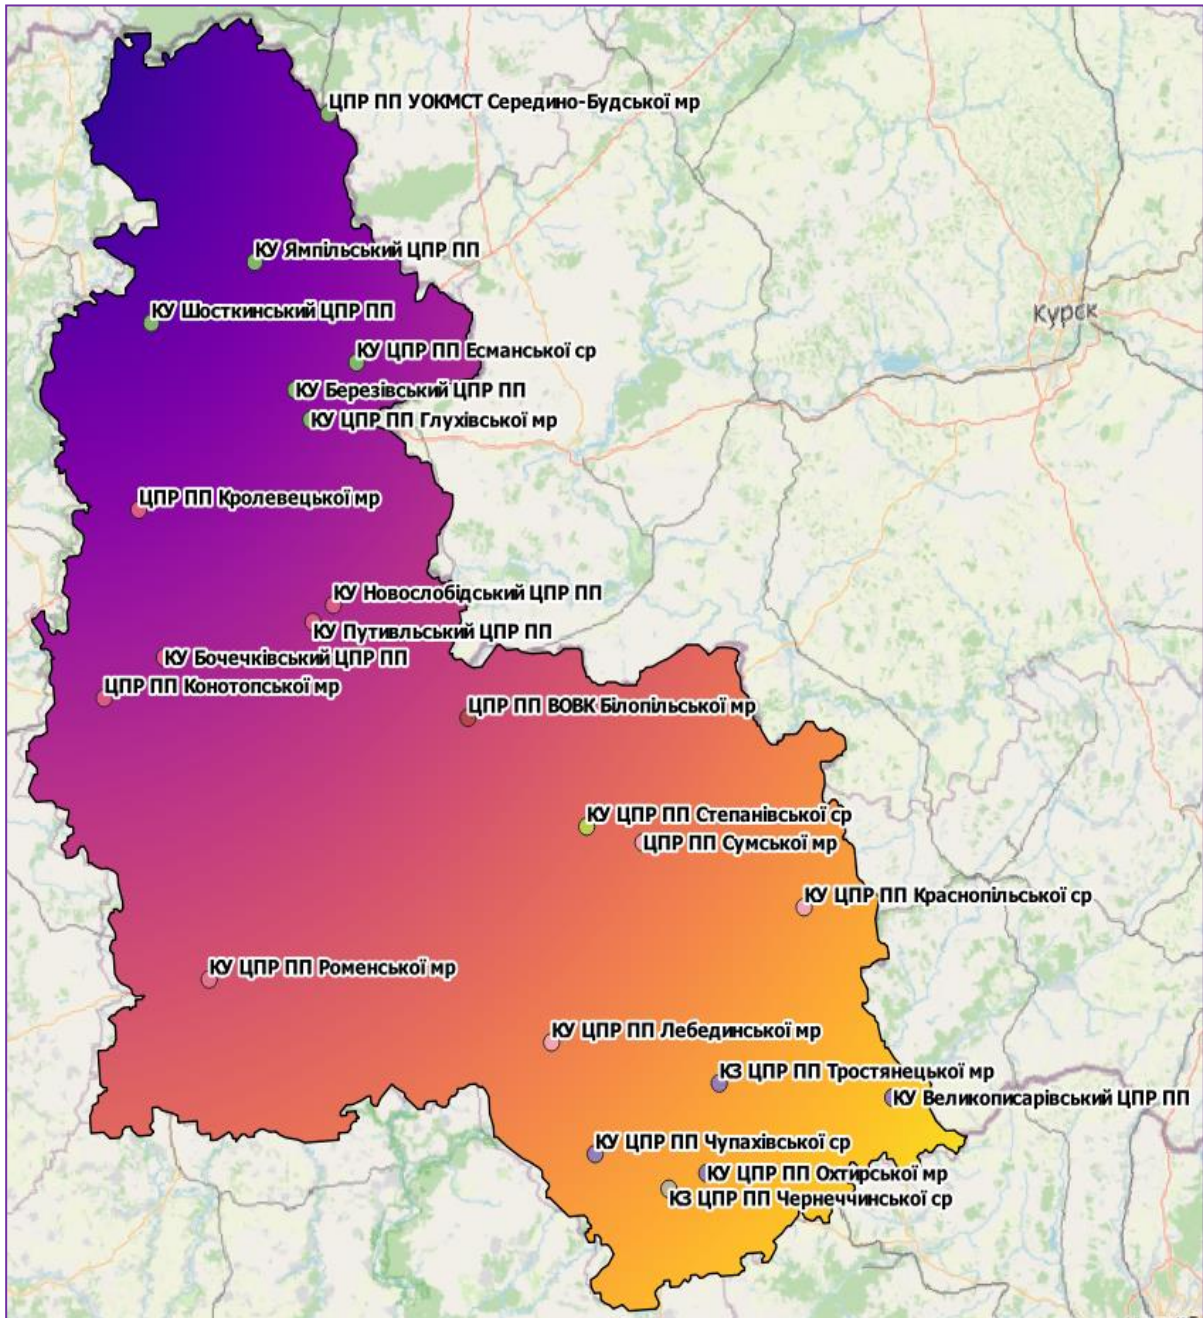 ЦПР ПП УОКМСТ Середино-Будської мр
КУ Ямпільський ЦПР ПП
КУ Шосткинський ЦПР ПП
Курск
КУ ЦПР ПП Есманської ср
КУ Березівський ЦПР ПП
КУ ЦПР ПП Глухівської мр
ЦПР ПП Кролевецької мр
КУ Новослобідський ЦПР ПП
КУ Путивльський ЦПР ПП
КУ Бочечківський ЦПР ПП
ЦПР ПП Конотопської мр
ЦПР ПП ВОВК Білопільської мр
КУ ЦПР ПП Степанівської ср
ЦПР ПП Сумської мр
КУ ЦПР ПП Краснопільської ср
КУ ЦПР ПП Роменської мр
КУ ЦПР ПП Лебединської мр
КЗ ЦПР ПП Тростянецької мр
КУ Великописарівський ЦПР ПП
КУ ЦПР ПП Чупахівської ср
КУ ЦПР ПП Охтирської мр
КЗ ЦПР ПП Чернеччинської ср